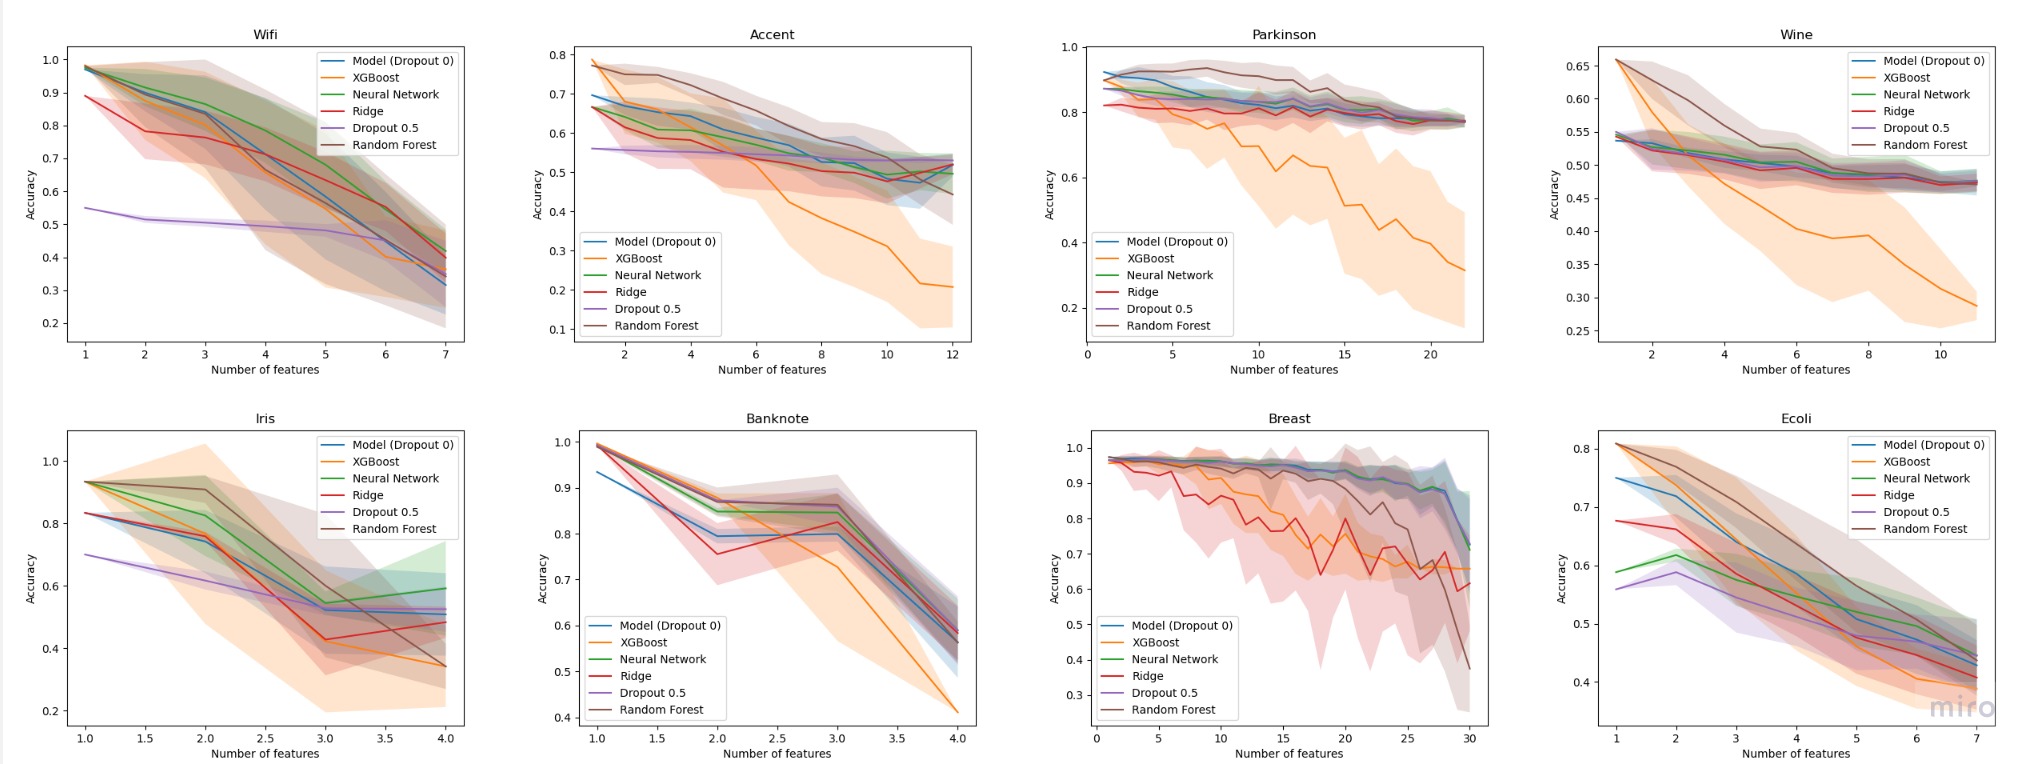 Wifi
Accuracy
1.0
0.9
0.8
0.7
0.6
0.5
0.4
0.3
0.2
Model (Dropout 0)
XGBoost
Neural Network
Ridge
Dropout 0.5
Random Forest
1 2 3 4 5 6 7
Number of features
Accent
Accuracy
0.8
0.7
0.6
0.5
0.4
0.3
0.2
0.1
Model (Dropout 0)
XGBoost
Neural Network
Ridge
Dropout 0.5
Random Forest
2 4 6 8 10 12
Number of features
Parkinson
Accuracy
1.0
0.8
0.6
0.4
0.2
Model (Dropout 0)
XGBoost
Neural Network
Ridge
Dropout 0.5
Random Forest
0 5 10 15 20
Number of features
Wine
Accuracy
0.65
0.60
0.55
0.50
0.45
0.40
0.35
0.30
0.25
Model (Dropout 0)
XGBoost
Neural Network
Ridge
Dropout 0.5
Random Forest
2 4 6 8 10
Number of features
Iris
Accuracy
1.0
0.8
0.6
0.4
0.2
Model (Dropout 0)
XGBoost
Neural Network
Ridge
Dropout 0.5
Random Forest
1.0 1.5 2.0 2.5 3.0 3.5 4.0
Number of features
Banknote
Accuracy
1.0
0.9
0.8
0.7
0.6
0.5
0.4
Model (Dropout 0)
XGBoost
Neural Network
Ridge
Dropout 0.5
Random Forest
1.0 1.5 2.0 2.5 3.0 3.5 4.0
Number of features
Breast
Accuracy
1.0
0.9
0.8
0.7
0.6
0.5
0.4
0.3
Model (Dropout 0)
XGBoost
Neural Network
Ridge
Dropout 0.5
Random Forest
0 5 10 15 20 25 30
Number of features
Ecoli
Accuracy
0.8
0.7
0.6
0.5
0.4
Model (Dropout 0)
XGBoost
Neural Network
Ridge
Dropout 0.5
Random Forest
1 2 3 4 5 6 7
Number of features
miro